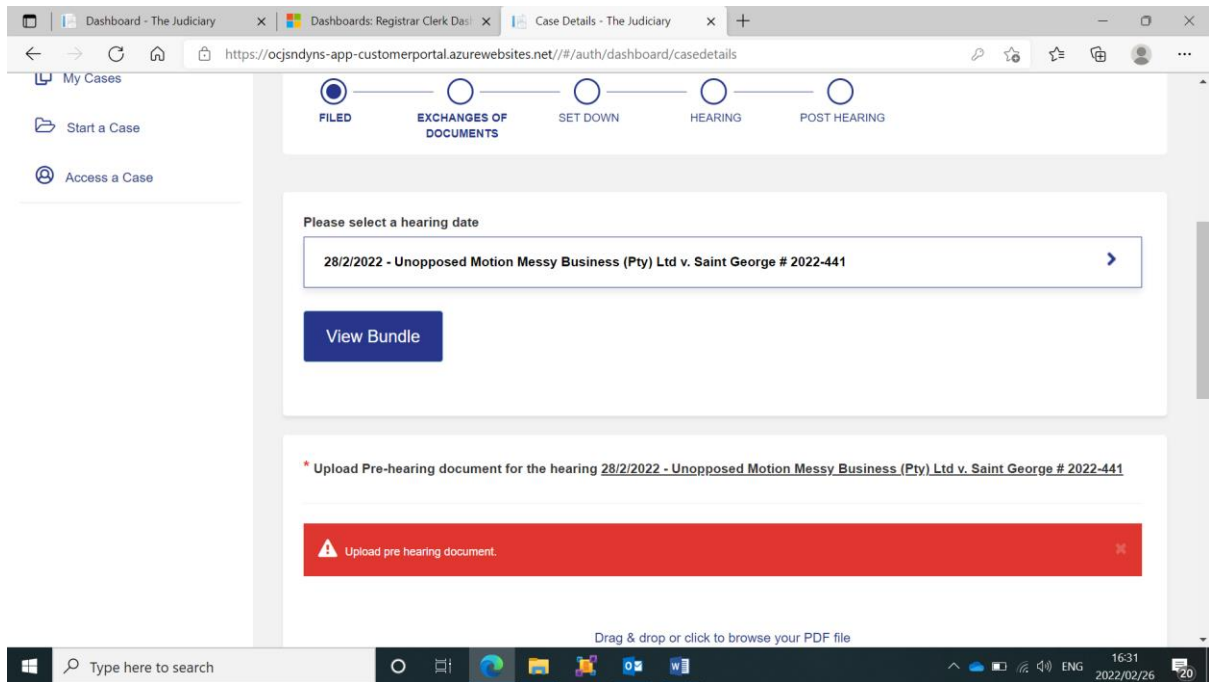 Dashboard - The Judiciary
Dashboards: Registrar Clerk Das
Case Details - The Judiciary
https://ocjsndyns-app-customerportal.azurewebsites.net//#/auth/dashboard/casedetails
My Cases
Start a Case
Access a Case
FILED
EXCHANGES OF
DOCUMENTS
SET DOWN
HEARING
POST HEARING
Please select a hearing date
28/2/2022 - Unopposed Motion Messy Business (Pty) Ltd v. Saint George # 2022-441
View Bundle
* Upload Pre-hearing document for the hearing 28/2/2022 - Unopposed Motion Messy Business (Pty) Ltd v. Saint George # 2022-441
Upload pre hearing document.
Drag & drop or click to browse your PDF file
Type here to search
ENG
16:31
2022/02/26
20